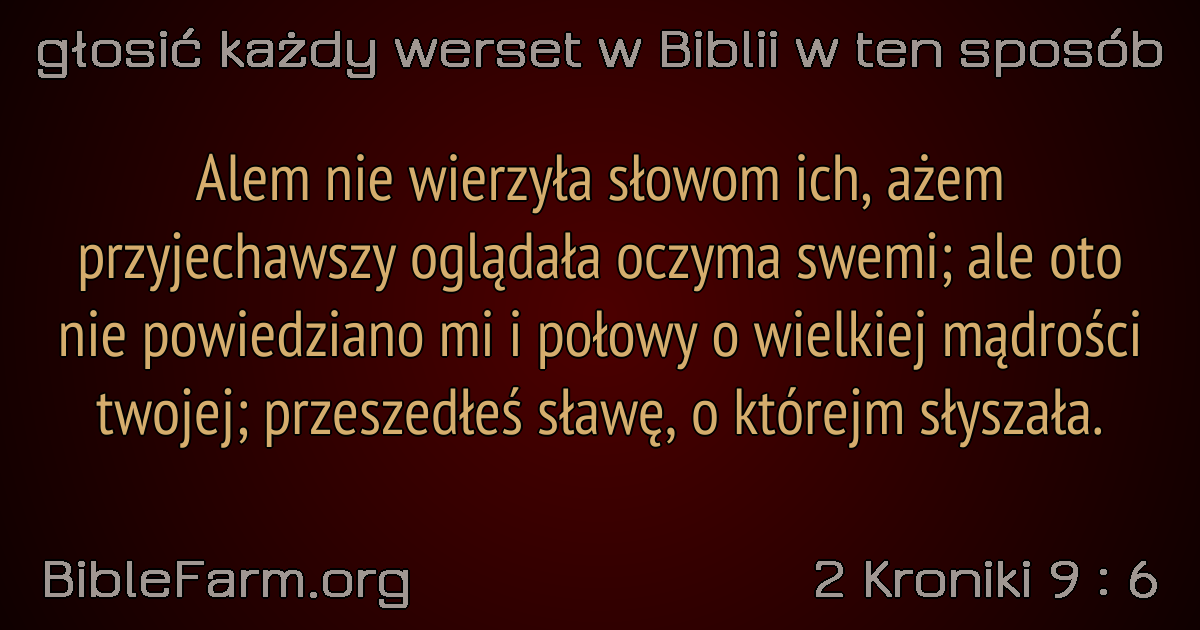 głosić każdy werset w Biblii w ten sposób
Alem nie wierzyła słowom ich, ażem
przyjechawszy oglądała oczyma swemi; ale oto
nie powiedziano mi i połowy o wielkiej mądrości
twojej; przeszedłeś sławę, o którejm słyszała.
BibleFarm.org
2 Kroniki 9 : 6